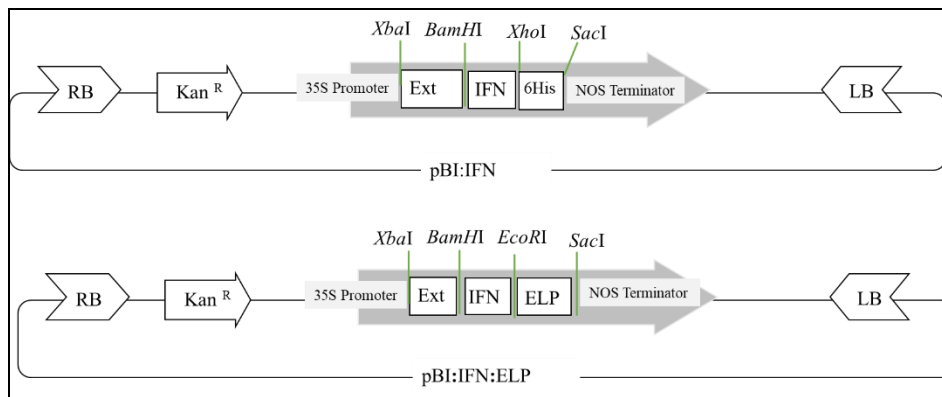 XbaI BamHI XhoI SacI
RB Kan R 35S Promoter Ext IFN 6His NOS Terminator LB
pBI:IFN
XbaI BamHI EcoRI SacI
RB Kan R 35S Promoter Ext IFN ELP NOS Terminator LB
pBI:IFN:ELP